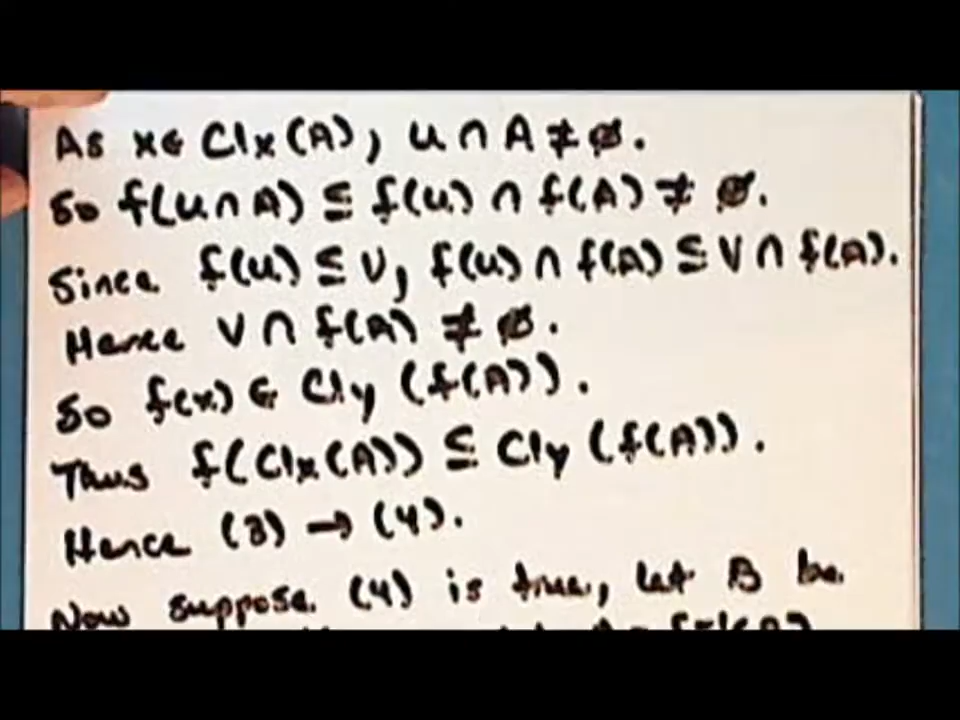 As x∈ Clx(A), U ∩ A ≠ ∅.
So f(U ∩ A) ⊆ f(U) ∩ f(A) ≠ ∅.
Since f(U) ⊆ V, f(U) ∩ f(A) ⊆ V ∩ f(A).
Hence V ∩ f(A) ≠ ∅.
So f(x) ∈ Cly (f(A)).
Thus f(Clx(A)) ⊆ Cly (f(A)).
Hence (3) → (4).
Now suppose (4) is true, let B be